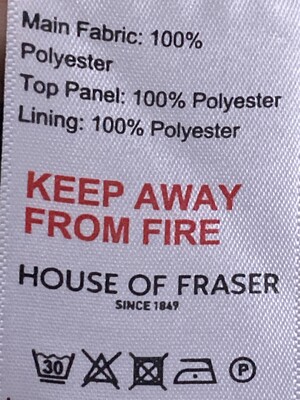 Main Fabric: 100%
Polyester
Top Panel: 100% Polyester
Lining: 100% Polyester
KEEP AWAY
FROM FIRE
HOUSE OF FRASER
SINCE 1849
30 P